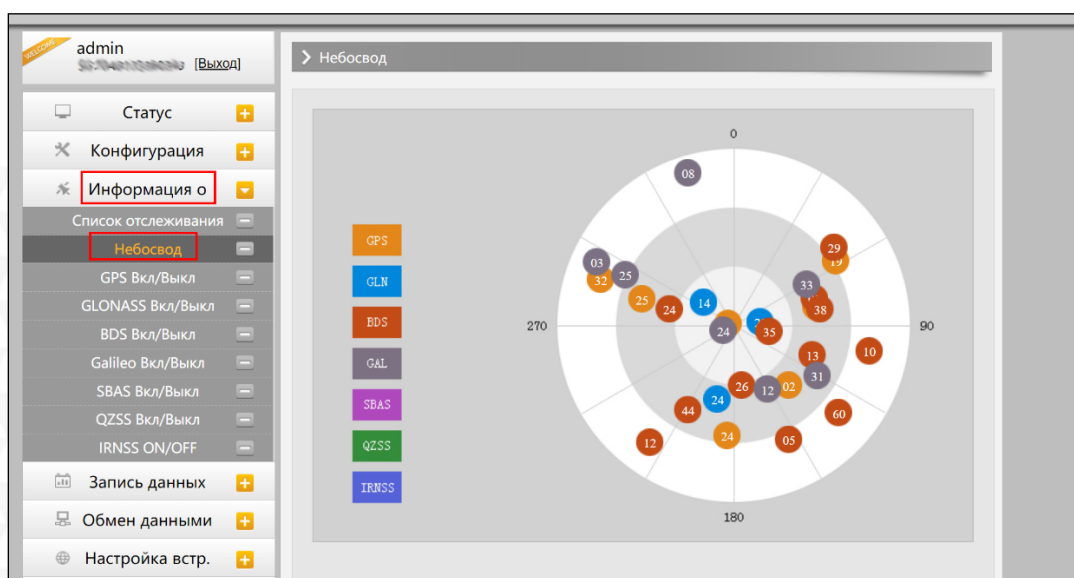 WELCOME
admin
[Выход]
Статус
Конфигурация
Информация о
Список отслеживания
Небосвод
GPS Вкл/Выкл
GLONASS Вкл/Выкл
BDS Вкл/Выкл
Galileo Вкл/Выкл
SBAS Вкл/Выкл
QZSS Вкл/Выкл
IRNSS ON/OFF
Запись данных
Обмен данными
Настройка встр.
Небосвод
GPS
GLN
BDS
GAL
SBAS
QZSS
IRNSS
0
08
29
19
03
32
25
33
25
24
14
38
270
24
35
90
13
10
31
26
12
02
24
44
60
24
05
12
180